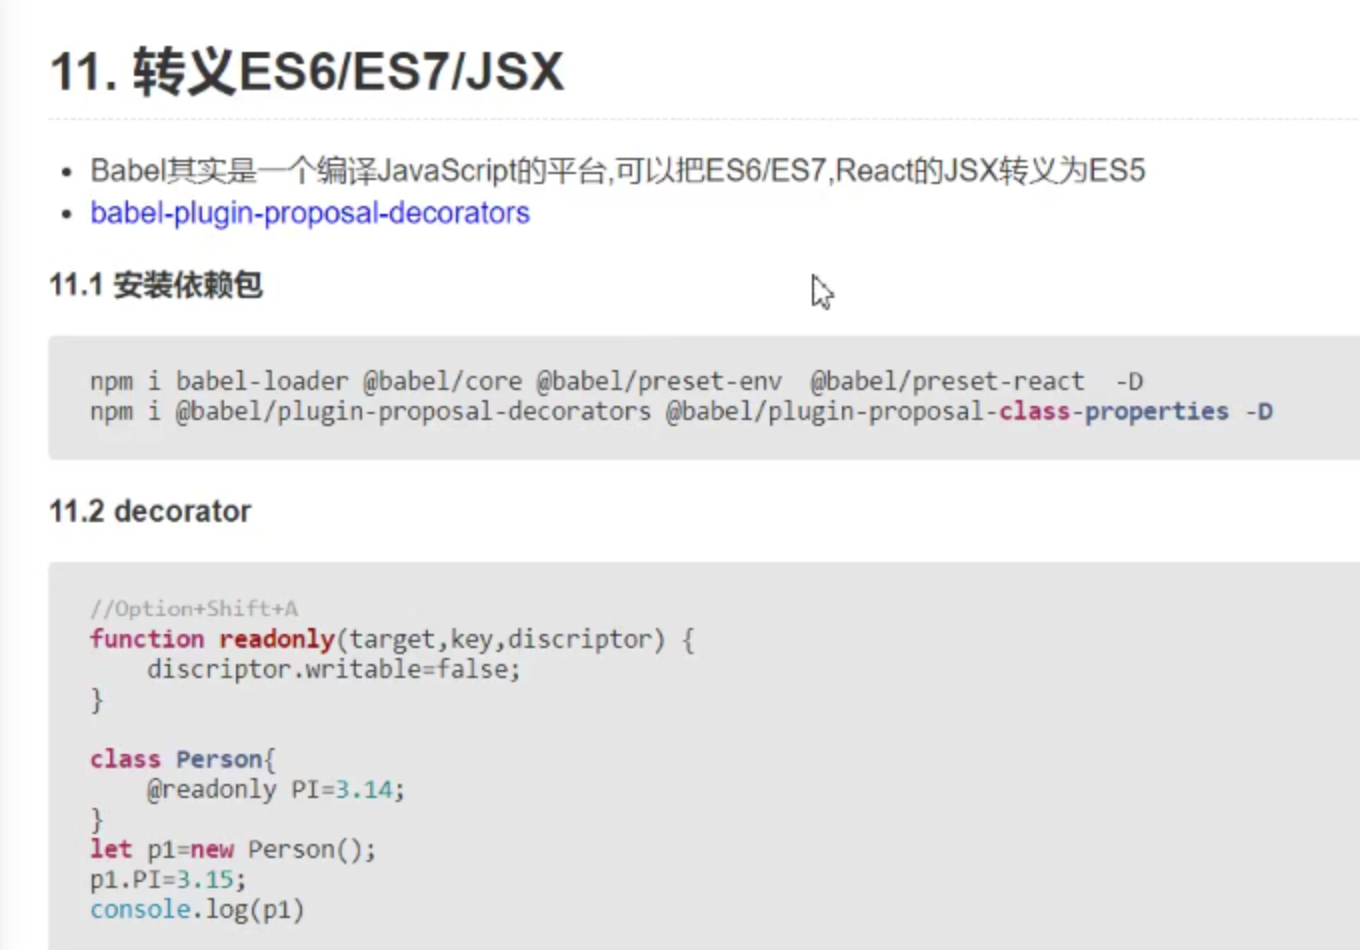 11. 转义ES6/ES7/JSX
Babel其实是一个编译JavaScript的平台,可以把ES6/ES7,React的JSX转义为ES5
babel-plugin-proposal-decorators
11.1 安装依赖包
npm i babel-loader @babel/core @babel/preset-env  @babel/preset-react  -D
npm i @babel/plugin-proposal-decorators @babel/plugin-proposal-class-properties -D
11.2 decorator
//Option+Shift+A
function readonly(target,key,discriptor) {
    discriptor.writable=false;
}
class Person{
    @readonly PI=3.14;
}
let p1=new Person();
p1.PI=3.15;
console.log(p1)